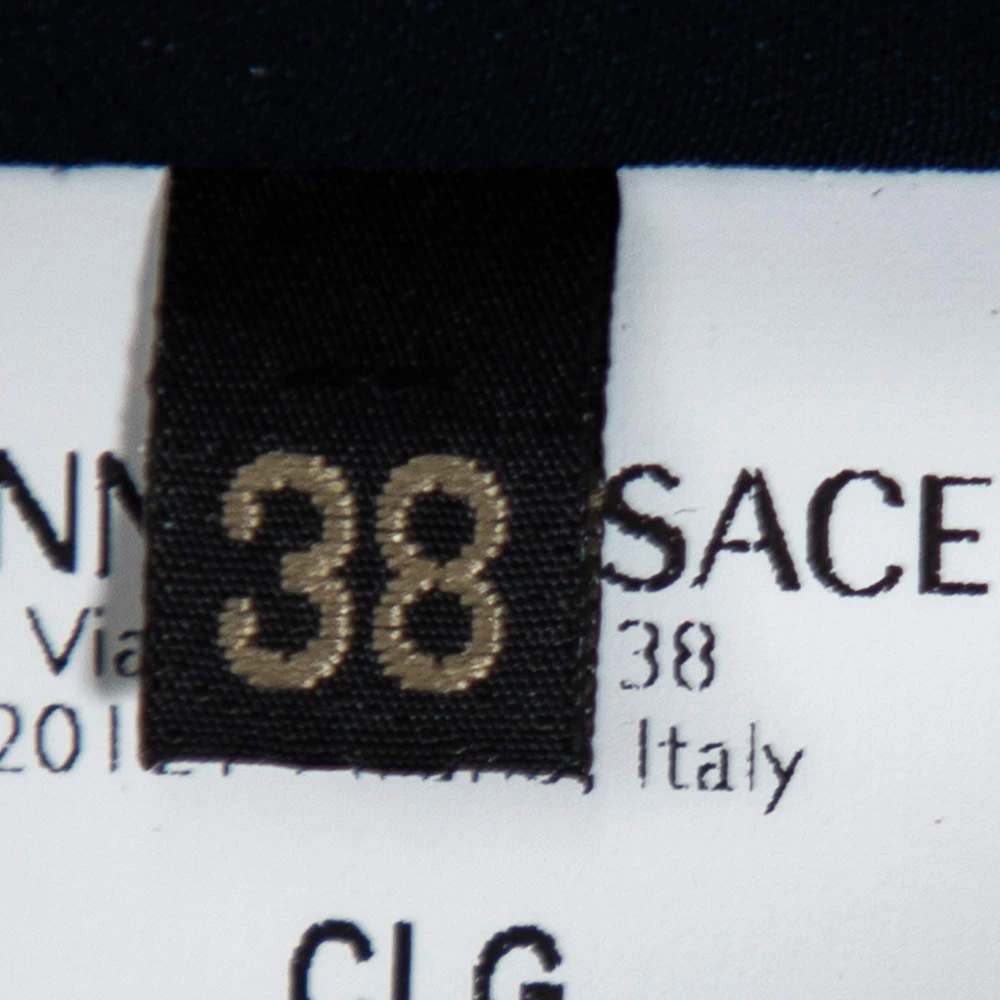 38
NN SACE
Via 38
201 Italy
CLG